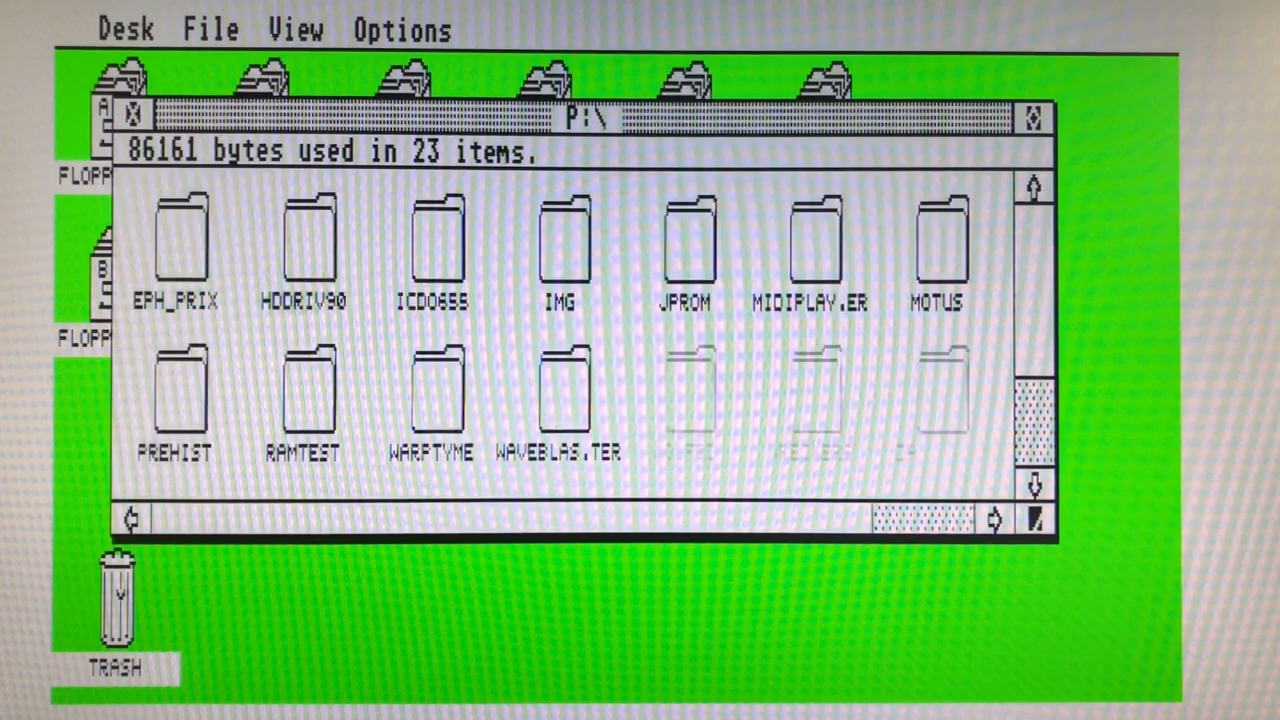 Desk File View Options
P:\
86161 bytes used in 23 items.
A
FLOPP
EPH_PRIX HDDRIV90 ICDO655 IMG JPROM MIDIPLAY.ER MOTUS
B
FLOPP
PREHIST RAMTEST WARPTYME WAVEBLAS.TER
TRASH